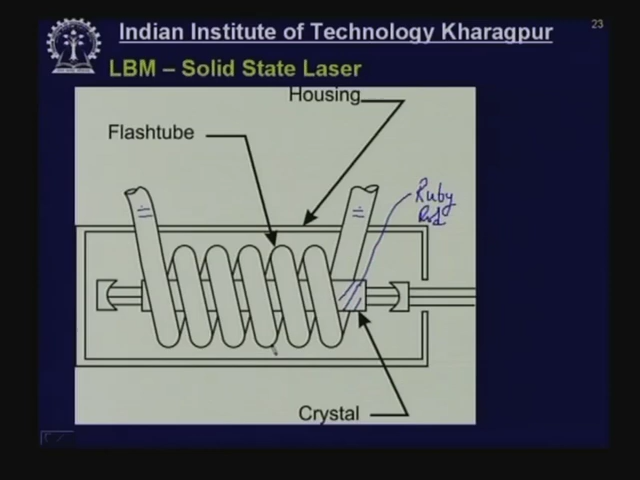 Indian Institute of Technology Kharagpur
23
LBM – Solid State Laser
Housing
Flashtube
Ruby
Rod
Crystal